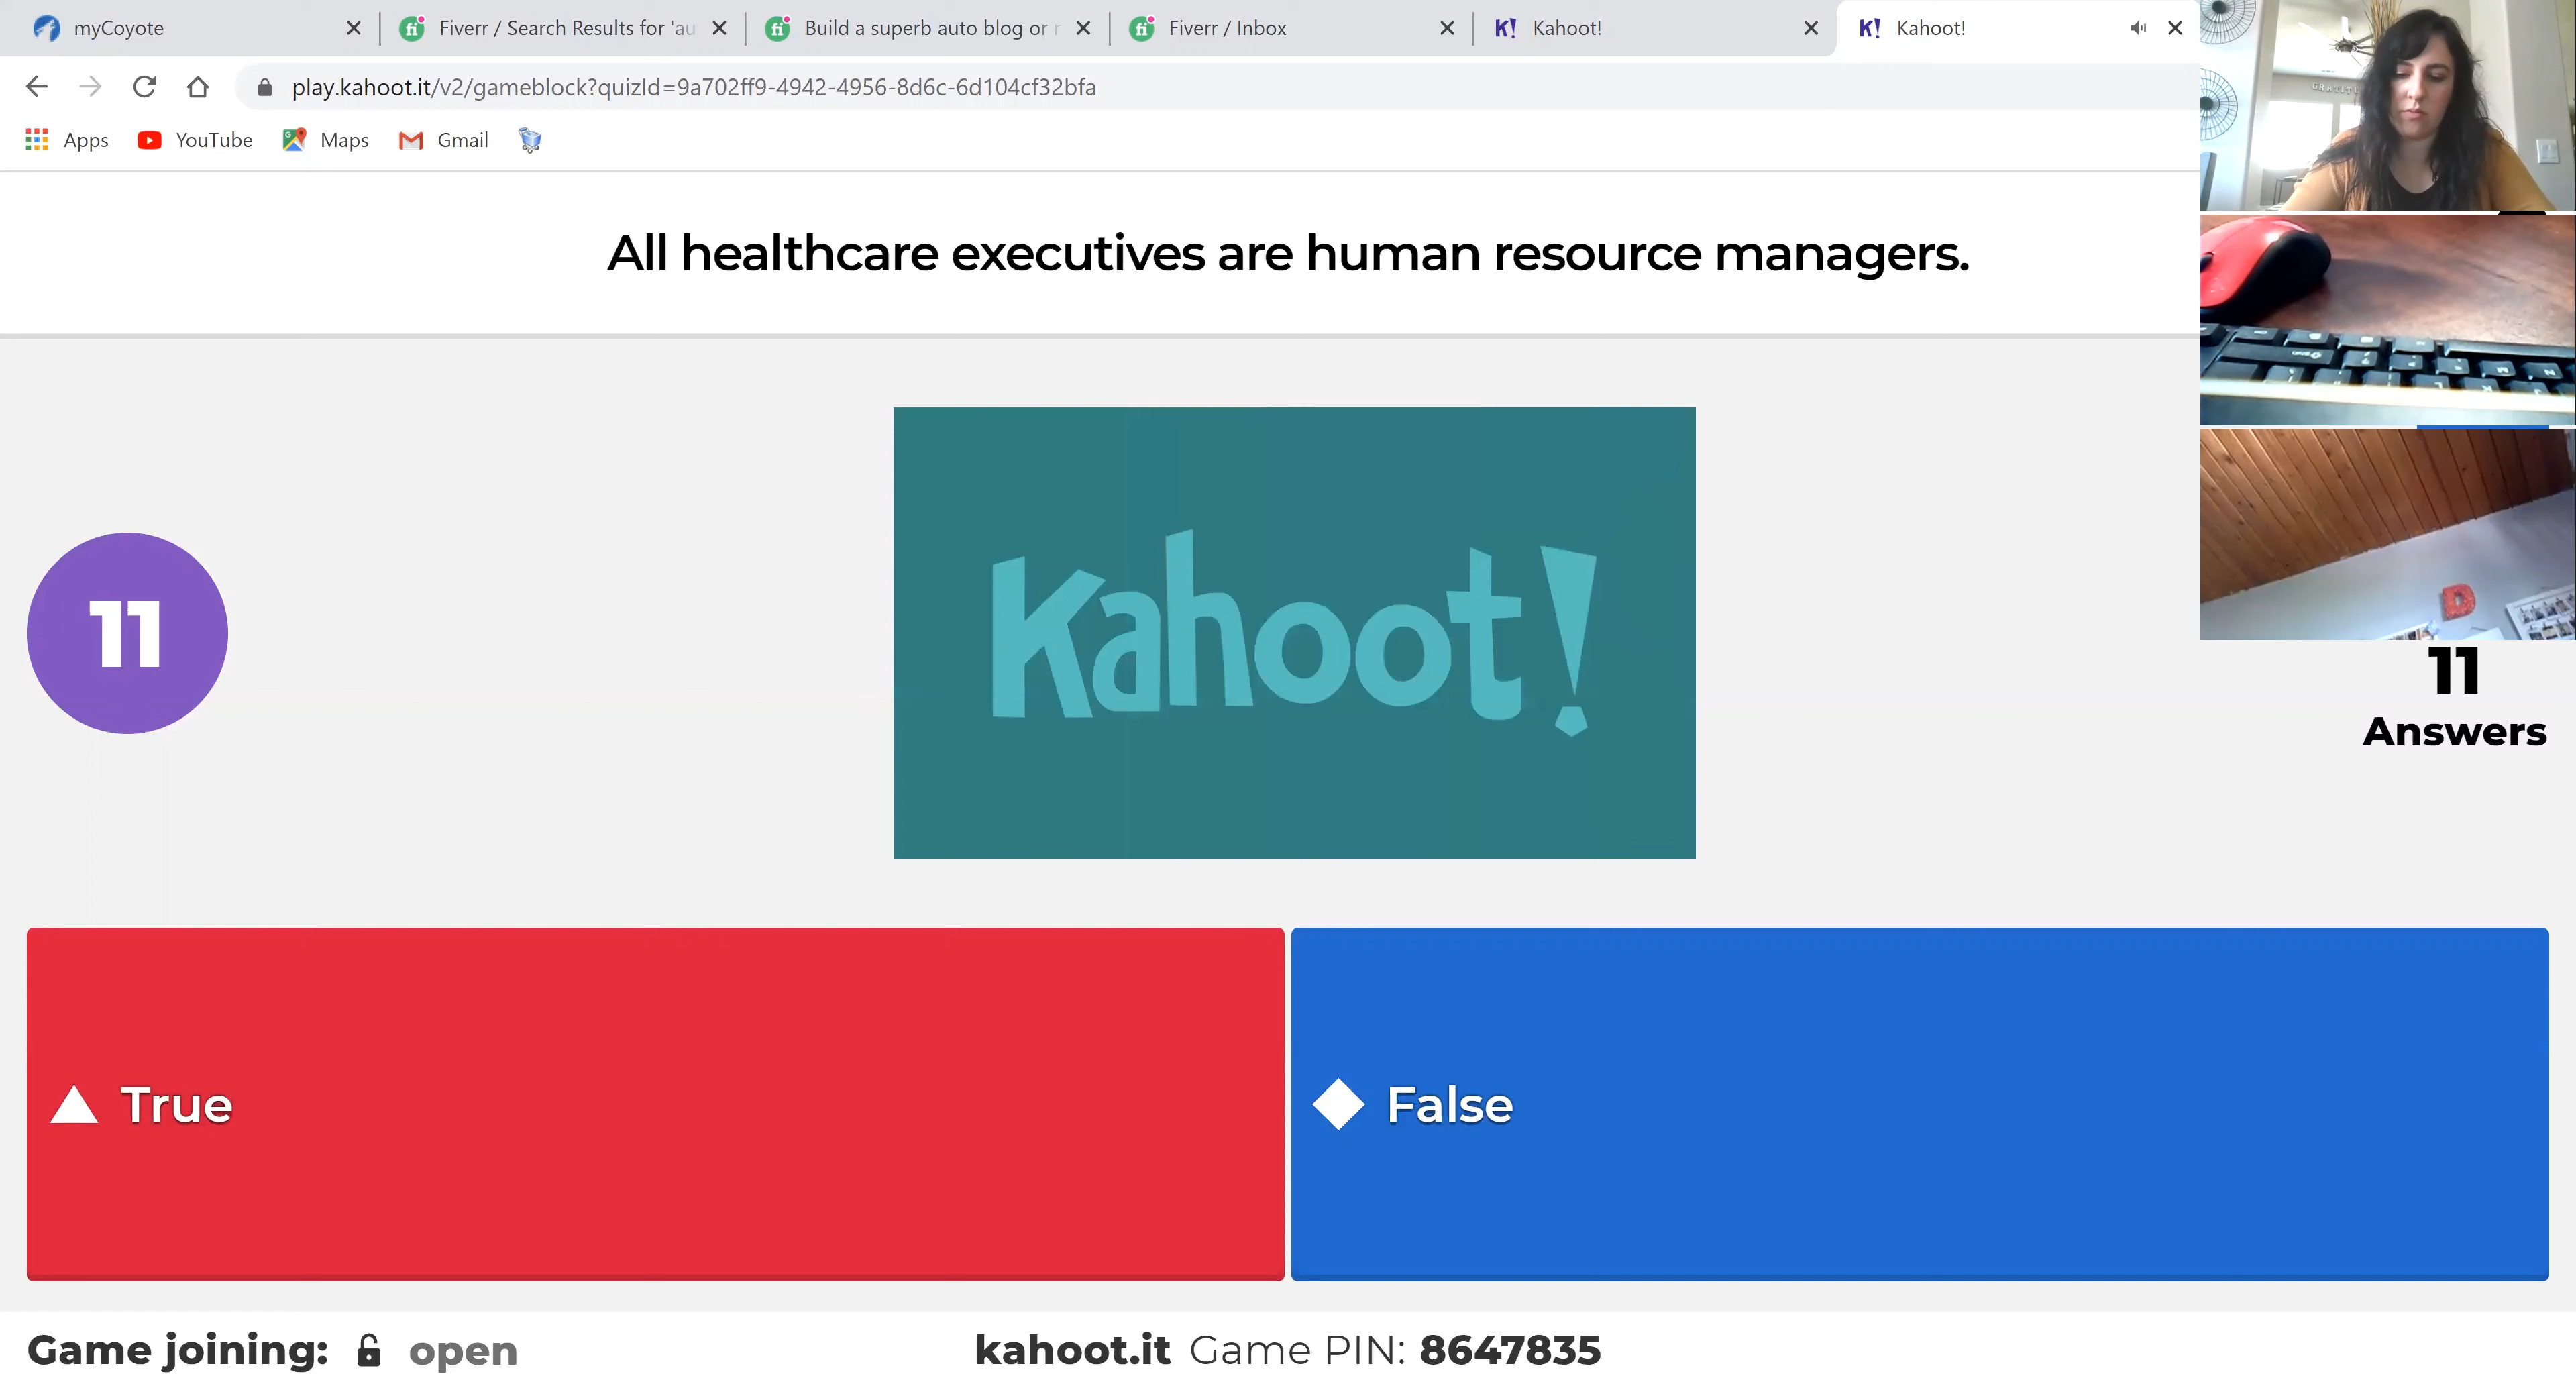 myCoyote
Fiverr / Search Results for 'au
Build a superb auto blog or
Fiverr / Inbox
Kahoot!
Kahoot!
play.kahoot.it/v2/gameblock?quizId=9a702ff9-4942-4956-8d6c-6d104cf32bfa
Apps
YouTube
Maps
Gmail
All healthcare executives are human resource managers.
11
Kahoot!
11
Answers
D
True
False
Game joining: open
kahoot.it Game PIN: 8647835